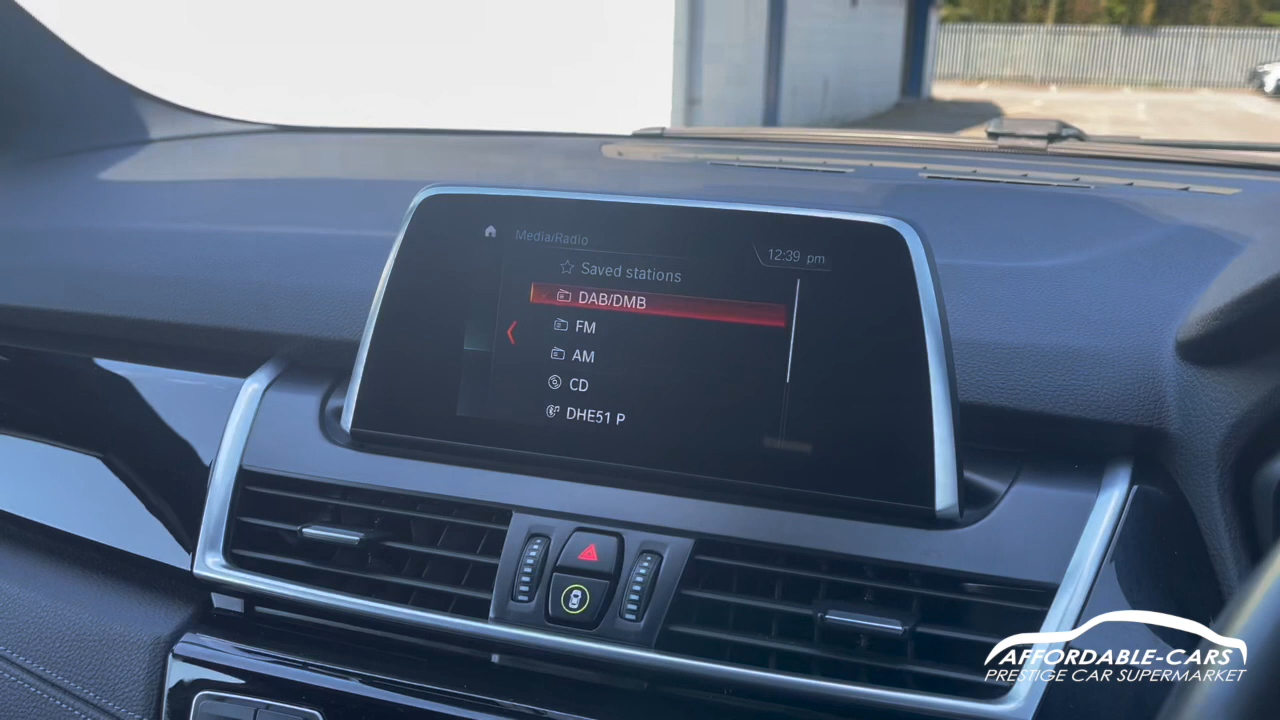 Media/Radio
12:39 pm
Saved stations
DAB/DMB
FM
AM
CD
DHE51 P
AFFORDABLE-CARS
PRESTIGE CAR SUPERMARKET